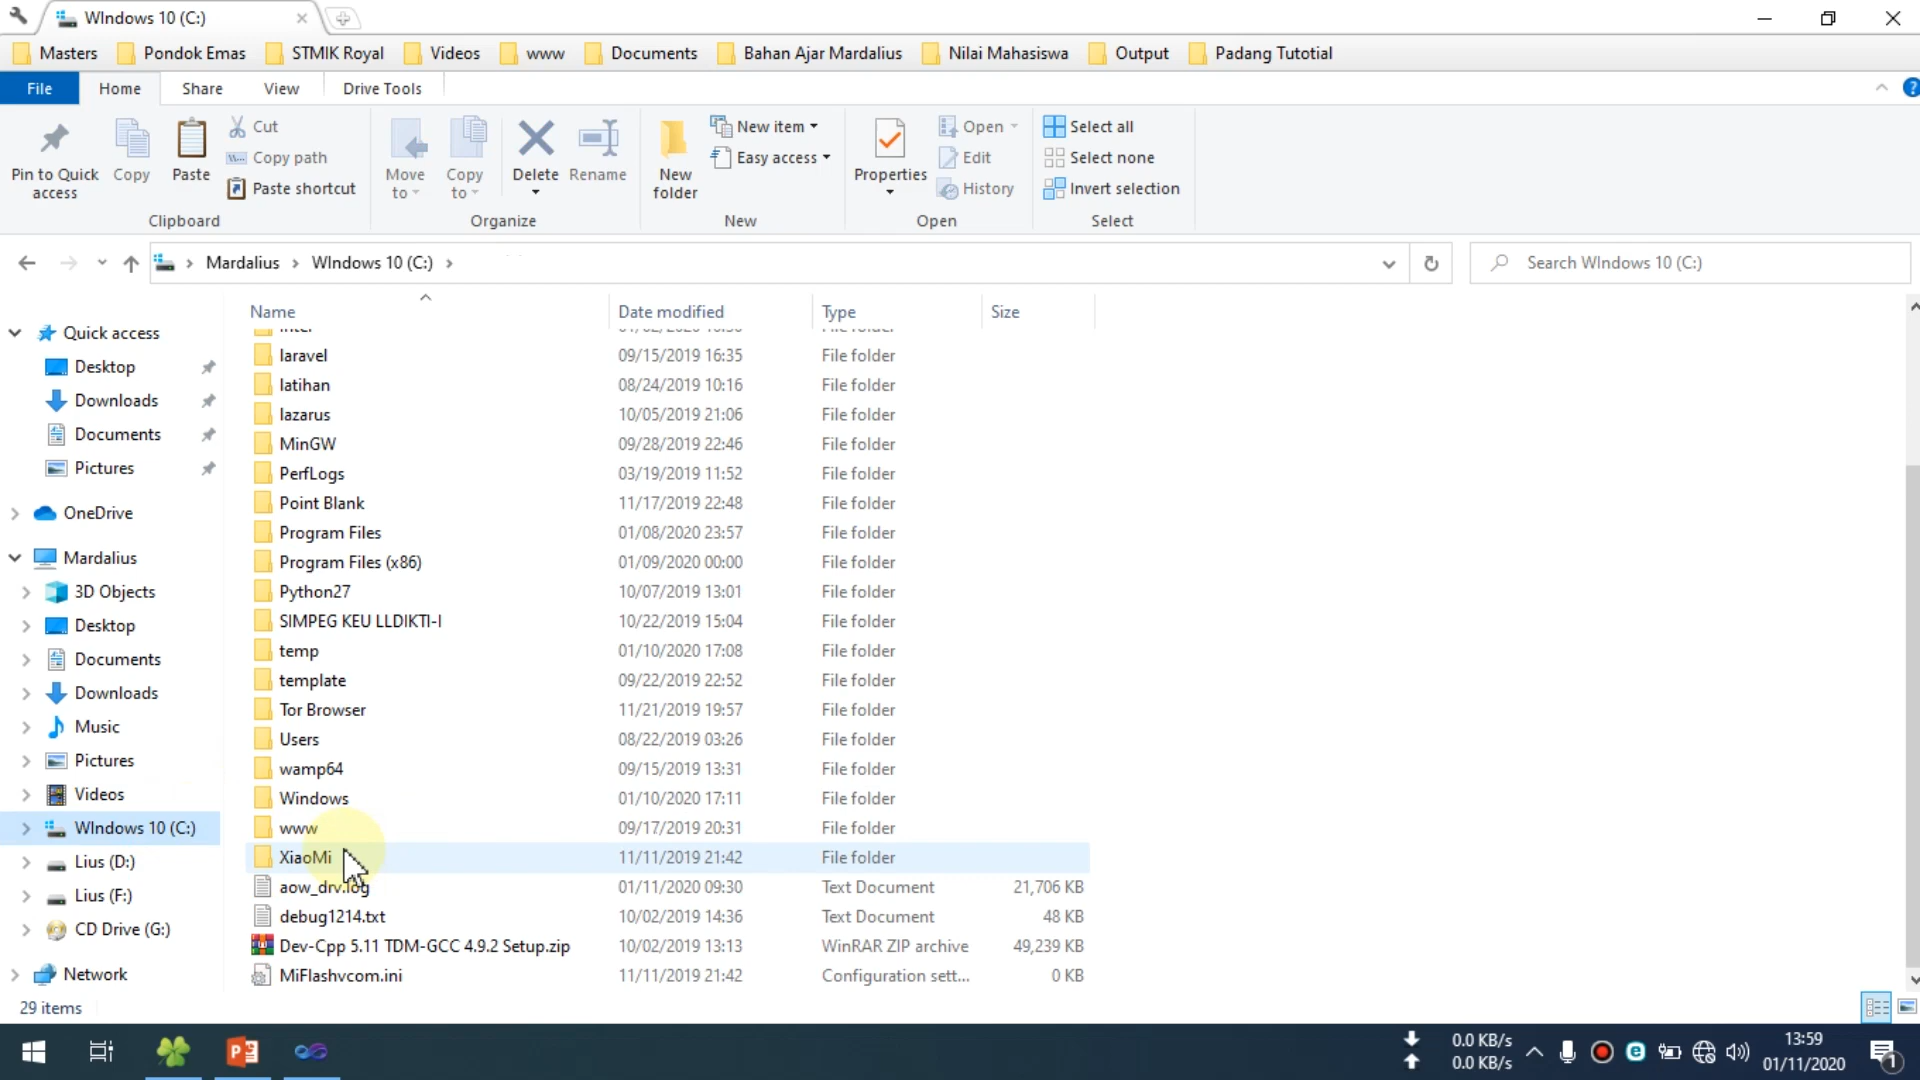 WIndows 10 (C:)
Masters Pondok Emas STMIK Royal Videos www Documents Bahan Ajar Mardalius Nilai Mahasiswa Output Padang Tutotial
File Home Share View Drive Tools
Pin to Quick access
Copy
Paste
Cut
Copy path
Paste shortcut
Clipboard
Move to
Copy to
Delete
Rename
Organize
New folder
New item
Easy access
New
Properties
Open
Edit
History
Open
Select all
Select none
Invert selection
Select
Mardalius > WIndows 10 (C:) >
Search WIndows 10 (C:)
Quick access
Desktop
Downloads
Documents
Pictures
OneDrive
Mardalius
3D Objects
Desktop
Documents
Downloads
Music
Pictures
Videos
WIndows 10 (C:)
Lius (D:)
Lius (F:)
CD Drive (G:)
Network
Name Date modified Type Size
laravel 09/15/2019 16:35 File folder
latihan 08/24/2019 10:16 File folder
lazarus 10/05/2019 21:06 File folder
MinGW 09/28/2019 22:46 File folder
PerfLogs 03/19/2019 11:52 File folder
Point Blank 11/17/2019 22:48 File folder
Program Files 01/08/2020 23:57 File folder
Program Files (x86) 01/09/2020 00:00 File folder
Python27 10/07/2019 13:01 File folder
SIMPEG KEU LLDIKTI-I 10/22/2019 15:04 File folder
temp 01/10/2020 17:08 File folder
template 09/22/2019 22:52 File folder
Tor Browser 11/21/2019 19:57 File folder
Users 08/22/2019 03:26 File folder
wamp64 09/15/2019 13:31 File folder
Windows 01/10/2020 17:11 File folder
www 09/17/2019 20:31 File folder
XiaoMi 11/11/2019 21:42 File folder
aow_drv.log 01/11/2020 09:30 Text Document 21,706 KB
debug1214.txt 10/02/2019 14:36 Text Document 48 KB
Dev-Cpp 5.11 TDM-GCC 4.9.2 Setup.zip 10/02/2019 13:13 WinRAR ZIP archive 49,239 KB
MiFlashvcom.ini 11/11/2019 21:42 Configuration sett... 0 KB
29 items
0.0 KB/s
0.0 KB/s
13:59
01/11/2020
1